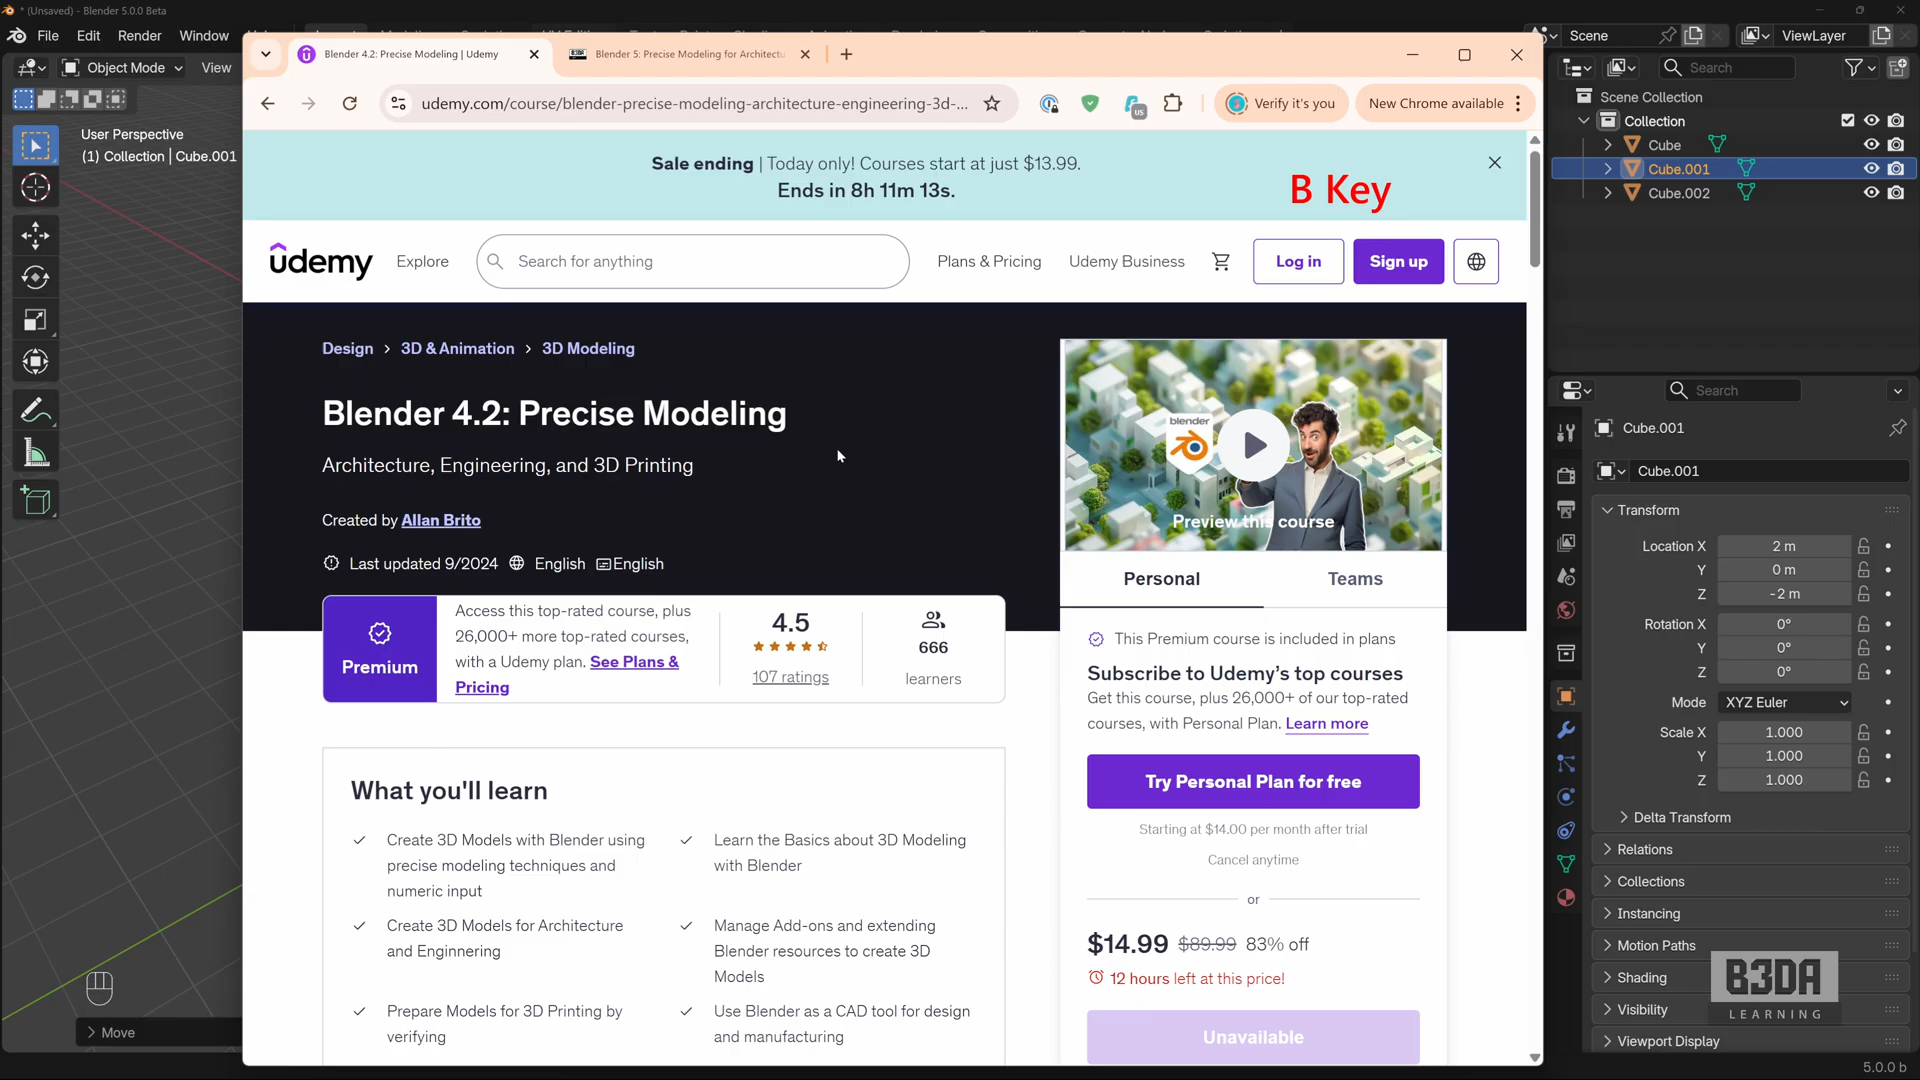 * (Unsaved) - Blender 5.0.0 Beta
File Edit Render Window
Scene
ViewLayer
Object Mode View
User Perspective
(1) Collection | Cube.001
Move
Blender 4.2: Precise Modeling | Udemy
Blender 5: Precise Modeling for Architectu
udemy.com/course/blender-precise-modeling-architecture-engineering-3d-...
US
Verify it's you
New Chrome available
Sale ending | Today only! Courses start at just $13.99.
Ends in 8h 11m 13s.
B Key
udemy
Explore
Search for anything
Plans & Pricing
Udemy Business
Log in
Sign up
Design > 3D & Animation > 3D Modeling
Blender 4.2: Precise Modeling
Architecture, Engineering, and 3D Printing
Created by Allan Brito
Last updated 9/2024 English English
Premium
Access this top-rated course, plus
26,000+ more top-rated courses,
with a Udemy plan. See Plans &
Pricing
4.5
107 ratings
666
learners
What you'll learn
Create 3D Models with Blender using
precise modeling techniques and
numeric input
Learn the Basics about 3D Modeling
with Blender
Create 3D Models for Architecture
and Enginnering
Manage Add-ons and extending
Blender resources to create 3D
Models
Prepare Models for 3D Printing by
verifying
Use Blender as a CAD tool for design
and manufacturing
blender
Preview this course
Personal
Teams
This Premium course is included in plans
Subscribe to Udemy's top courses
Get this course, plus 26,000+ of our top-rated
courses, with Personal Plan. Learn more
Try Personal Plan for free
Starting at $14.00 per month after trial
Cancel anytime
or
$14.99 $89.99 83% off
12 hours left at this price!
Unavailable
Search
Scene Collection
Collection
Cube
Cube.001
Cube.002
Search
Cube.001
Cube.001
Transform
Location X 2 m
Y 0 m
Z -2 m
Rotation X 0°
Y 0°
Z 0°
Mode XYZ Euler
Scale X 1.000
Y 1.000
Z 1.000
Delta Transform
Relations
Collections
Instancing
Motion Paths
Shading
Visibility
Viewport Display
B3DA
LEARNING
5.0.0 b